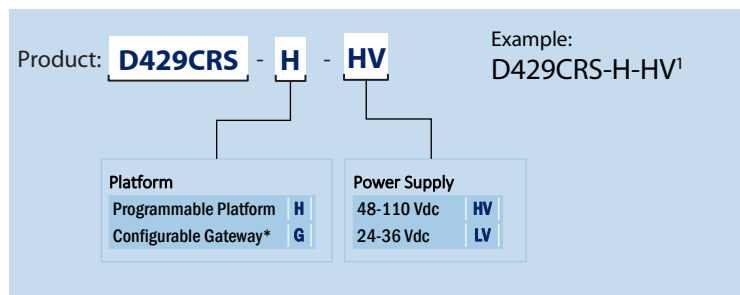 Product: D429CRS - H - HV
Example:
D429CRS-H-HV¹
Platform
Programmable Platform H
Configurable Gateway* G
Power Supply
48-110 Vdc HV
24-36 Vdc LV